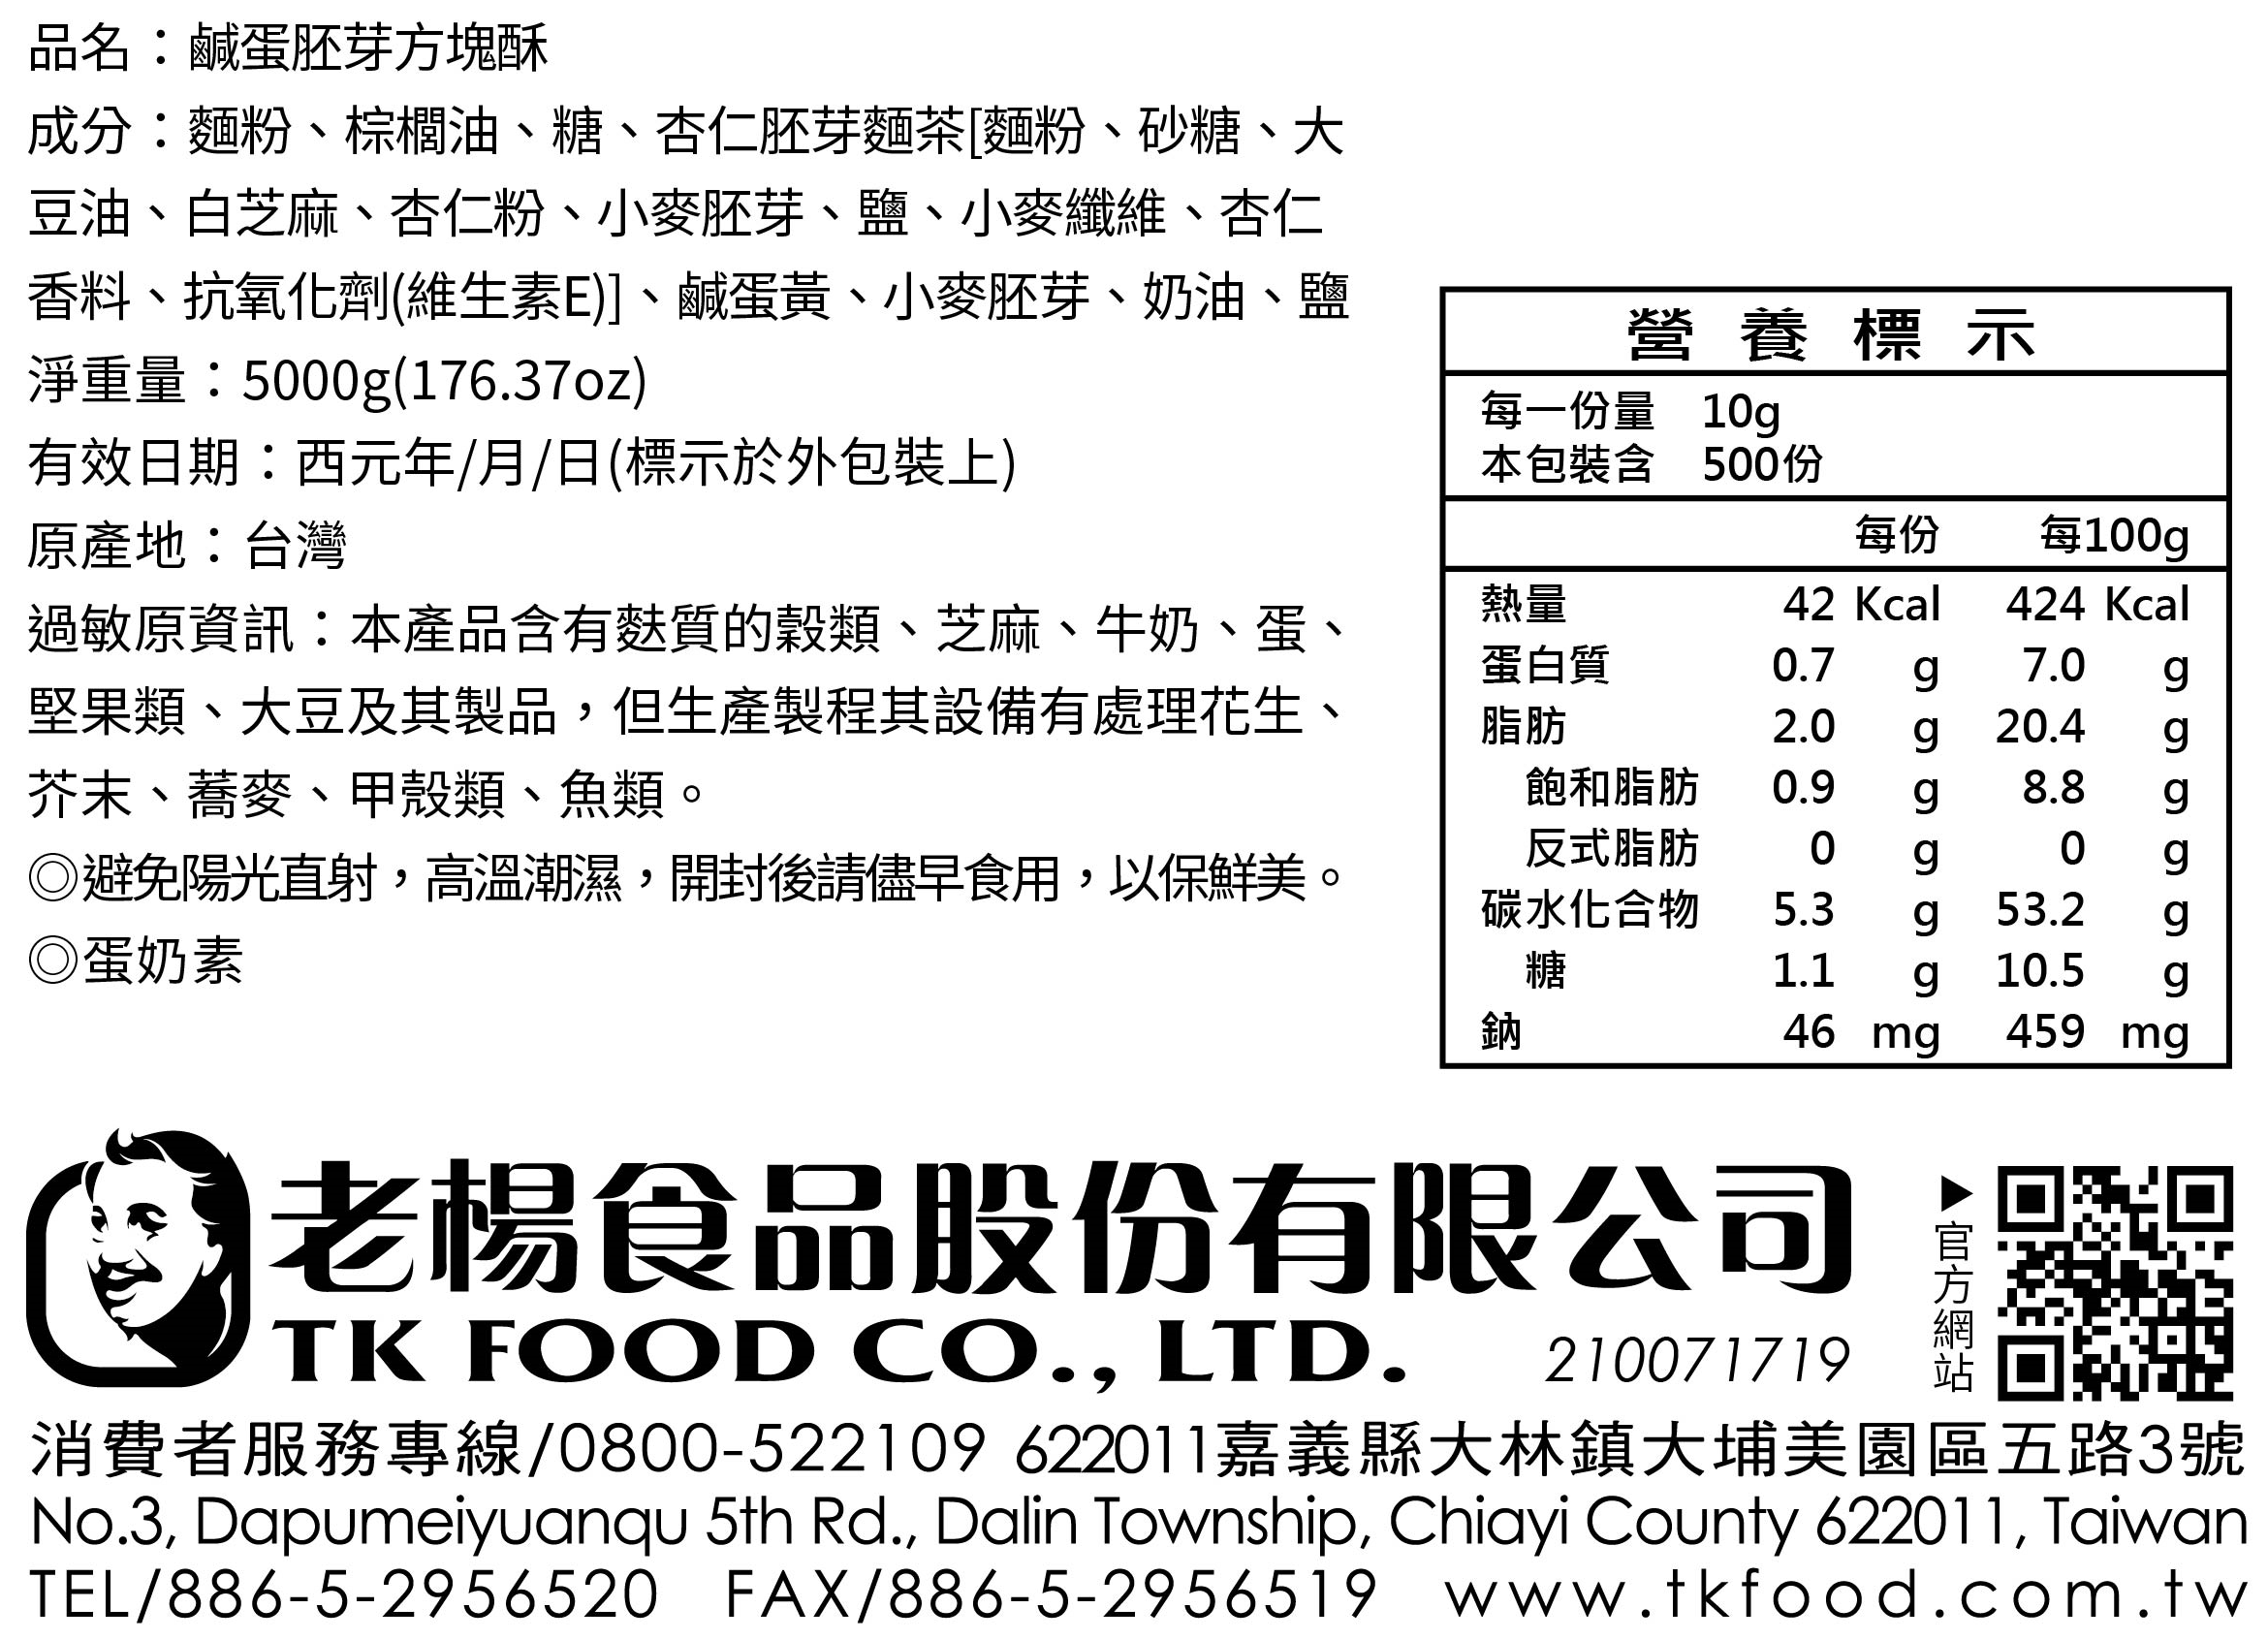 品名：鹹蛋胚芽方塊酥
成分：麵粉、棕櫚油、糖、杏仁胚芽麵茶[麵粉、砂糖、大
豆油、白芝麻、杏仁粉、小麥胚芽、鹽、小麥纖維、杏仁
香料、抗氧化劑(維生素E)]、鹹蛋黃、小麥胚芽、奶油、鹽
淨重量：5000g(176.37oz)
有效日期：西元年/月/日(標示於外包裝上)
原產地：台灣
過敏原資訊：本產品含有麩質的穀類、芝麻、牛奶、蛋、
堅果類、大豆及其製品，但生產製程其設備有處理花生、
芥末、蕎麥、甲殼類、魚類。
◎避免陽光直射，高溫潮濕，開封後請儘早食用，以保鮮美。
◎蛋奶素
營養標示
每一份量 10g
本包裝含 500份
每份 每100g
熱量 42 Kcal 424 Kcal
蛋白質 0.7 g 7.0 g
脂肪 2.0 g 20.4 g
飽和脂肪 0.9 g 8.8 g
反式脂肪 0 g 0 g
碳水化合物 5.3 g 53.2 g
糖 1.1 g 10.5 g
鈉 46 mg 459 mg
老楊食品股份有限公司
TK FOOD CO., LTD. 210071719
▶官方網站
消費者服務專線/0800-522109 622011嘉義縣大林鎮大埔美園區五路3號
No.3, Dapumeiyuanqu 5th Rd., Dalin Township, Chiayi County 622011, Taiwan
TEL/886-5-2956520 FAX/886-5-2956519 www.tkfood.com.tw